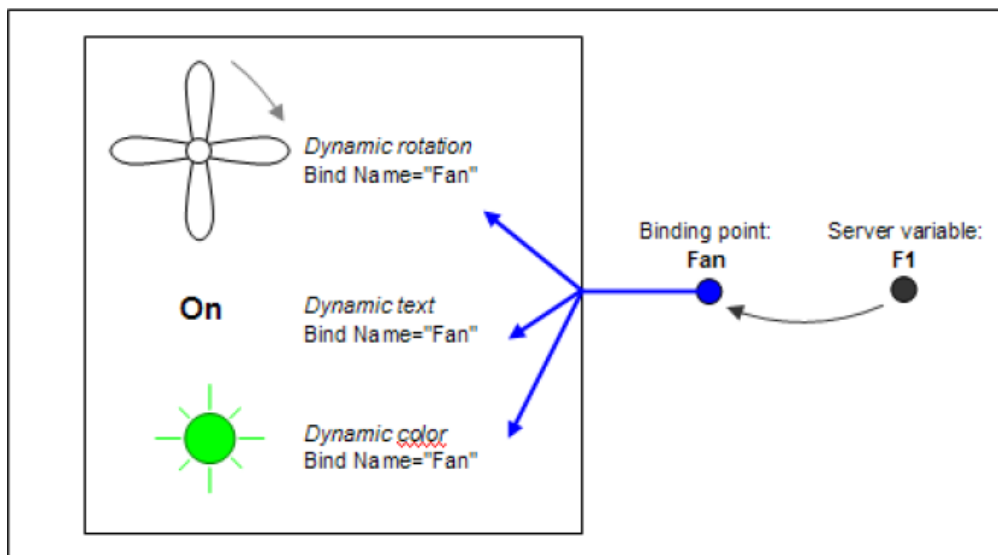 Dynamic rotation
Bind Name="Fan"
Binding point:
Fan
Server variable:
F1
On
Dynamic text
Bind Name="Fan"
Dynamic color
Bind Name="Fan"